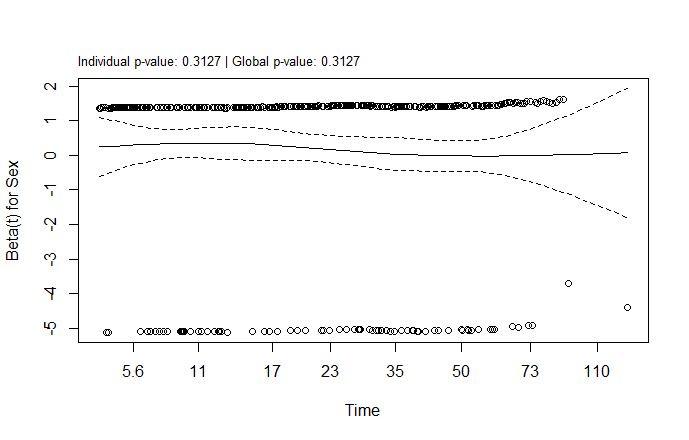 Individual p-value: 0.3127 | Global p-value: 0.3127
Beta(t) for Sex
2
1
0
-1
-2
-3
-4
-5
5.6 11 17 23 35 50 73 110
Time